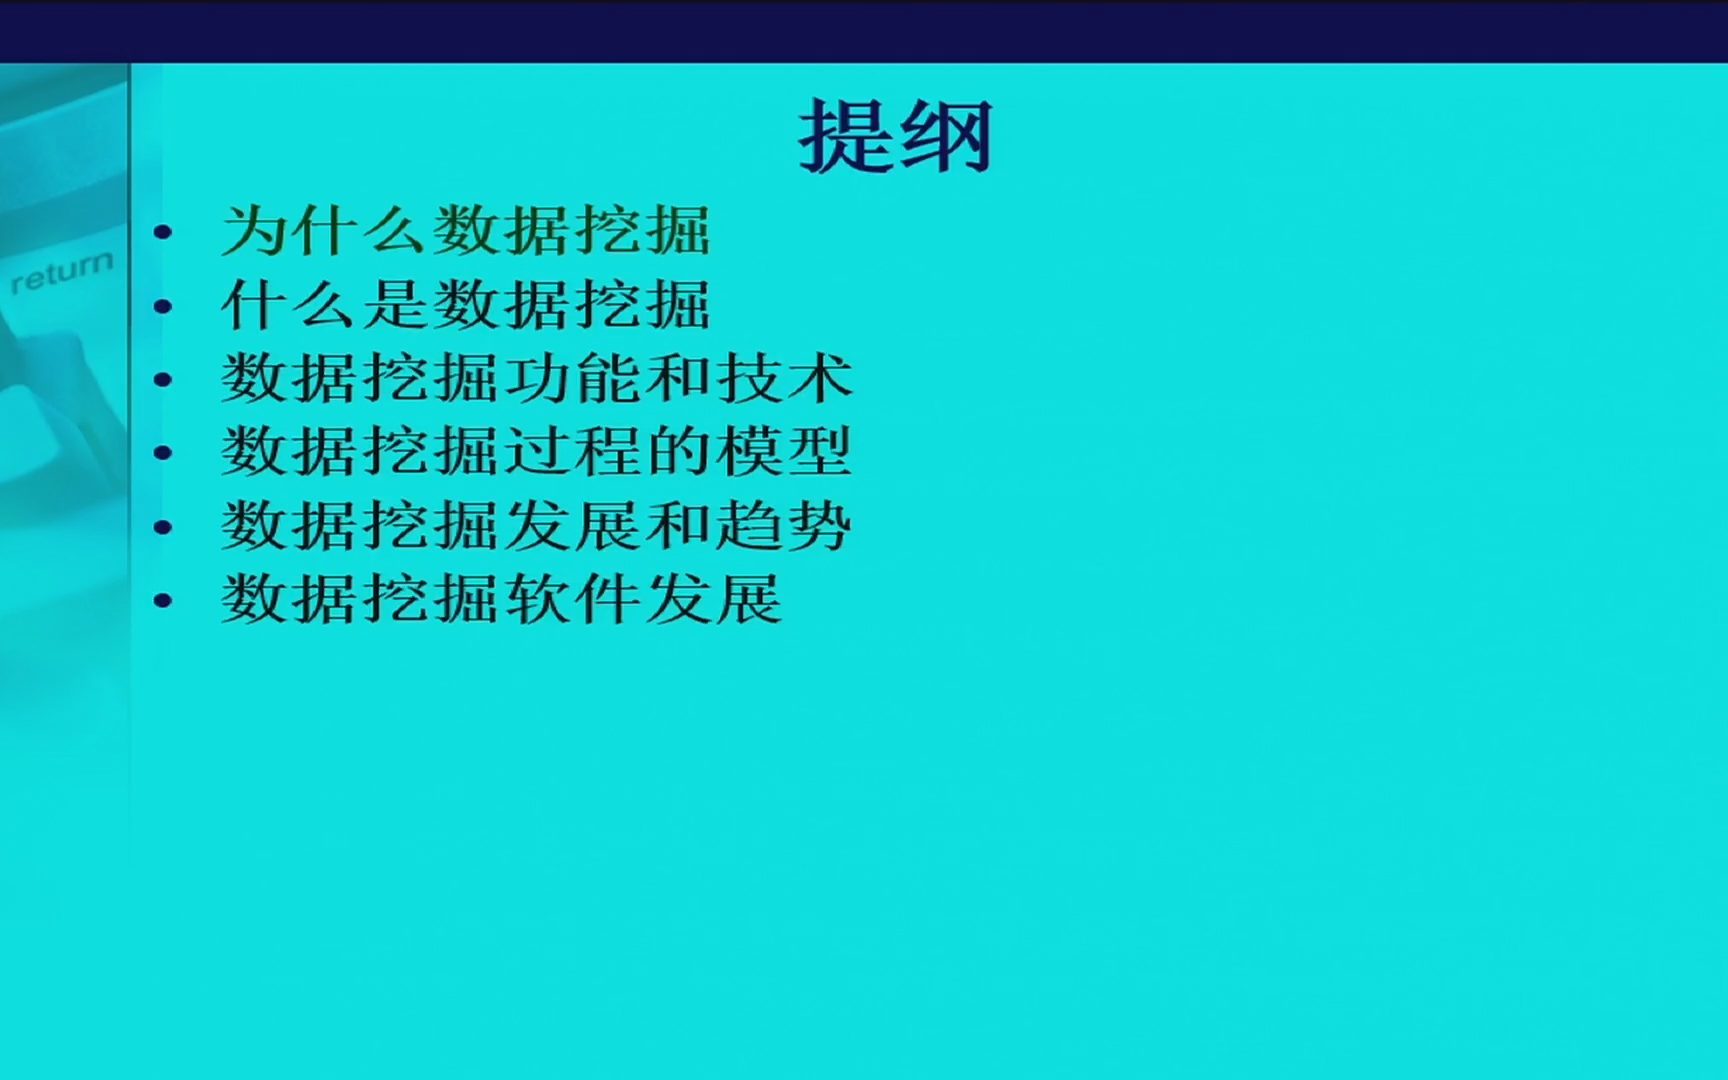 提纲
return
• 为什么数据挖掘
• 什么是数据挖掘
• 数据挖掘功能和技术
• 数据挖掘过程的模型
• 数据挖掘发展和趋势
• 数据挖掘软件发展